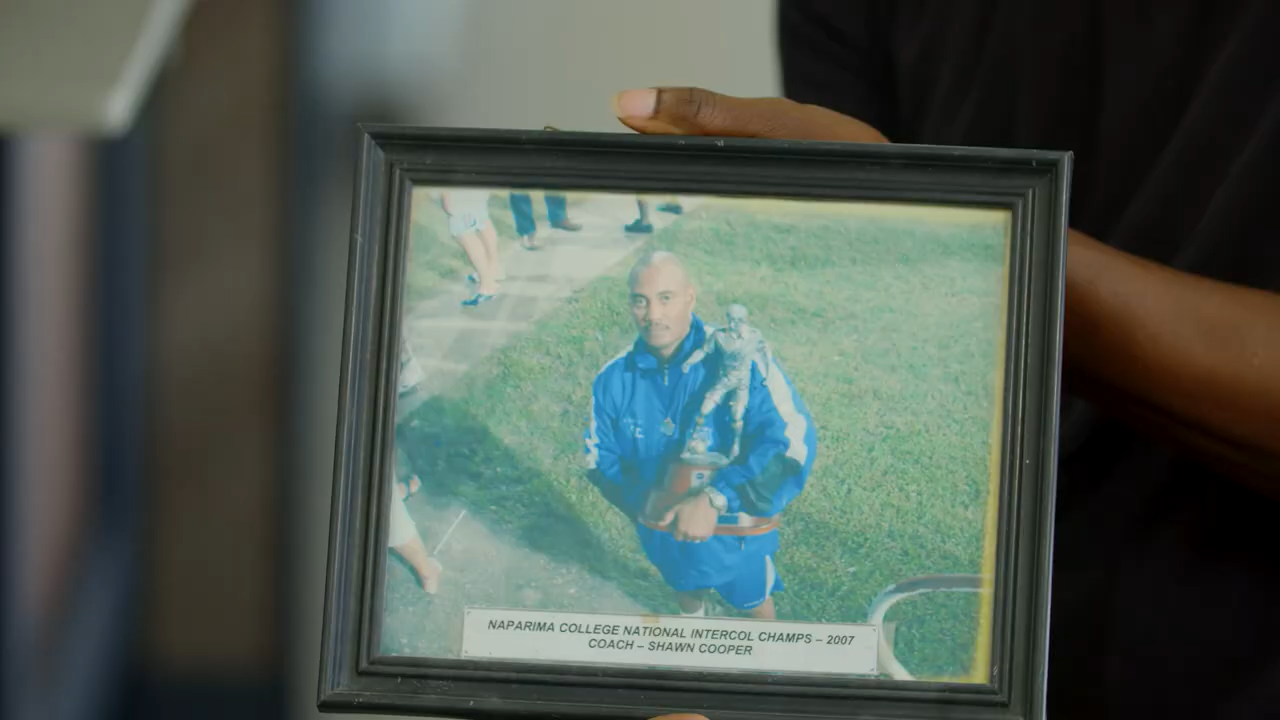 NAPARIMA COLLEGE NATIONAL INTERCOL CHAMPS – 2007
COACH – SHAWN COOPER